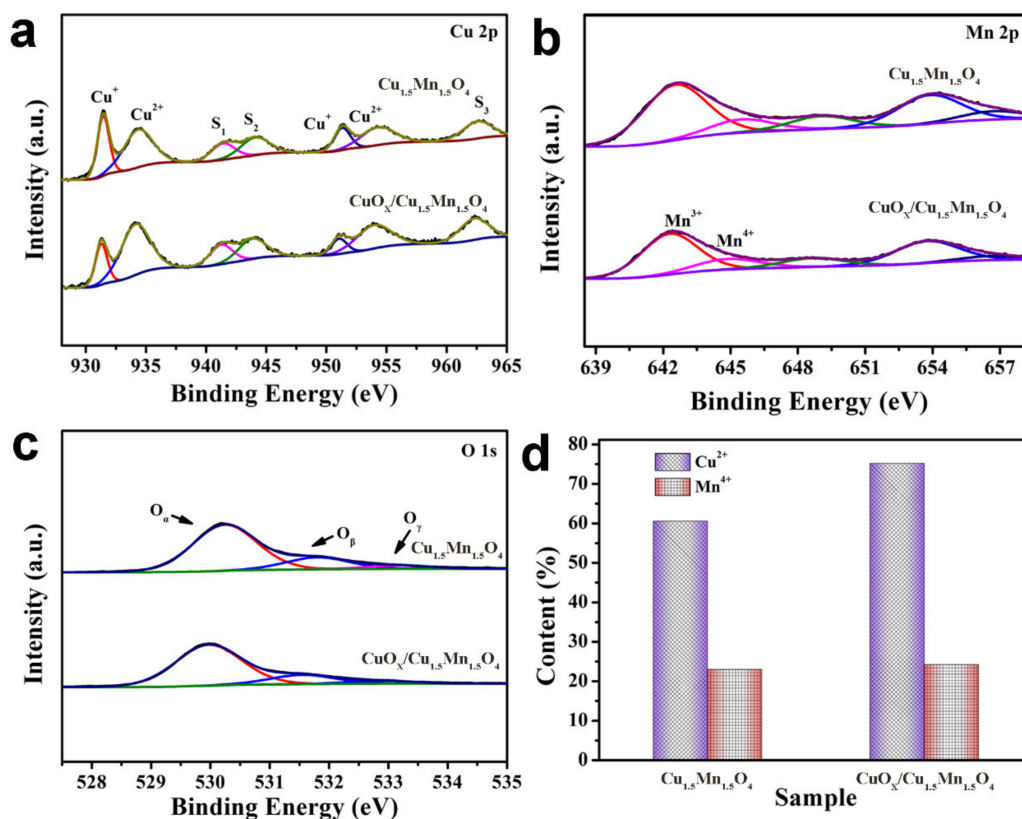 a
Cu 2p
Cu⁺
Cu²⁺
S₁
S₂
Cu⁺
Cu²⁺
Cu₁.₅Mn₁.₅O₄
S₃
CuOₓ/Cu₁.₅Mn₁.₅O₄
Intensity (a.u.)
930 935 940 945 950 955 960 965
Binding Energy (eV)
b
Mn 2p
Cu₁.₅Mn₁.₅O₄
Mn³⁺
Mn⁴⁺
CuOₓ/Cu₁.₅Mn₁.₅O₄
Intensity (a.u.)
639 642 645 648 651 654 657
Binding Energy (eV)
c
O 1s
Oα
Oβ
Oγ
Cu₁.₅Mn₁.₅O₄
CuOₓ/Cu₁.₅Mn₁.₅O₄
Intensity (a.u.)
528 529 530 531 532 533 534 535
Binding Energy (eV)
d
Cu²⁺
Mn⁴⁺
80
70
60
50
40
30
20
10
0
Content (%)
Cu₁.₅Mn₁.₅O₄
CuOₓ/Cu₁.₅Mn₁.₅O₄
Sample